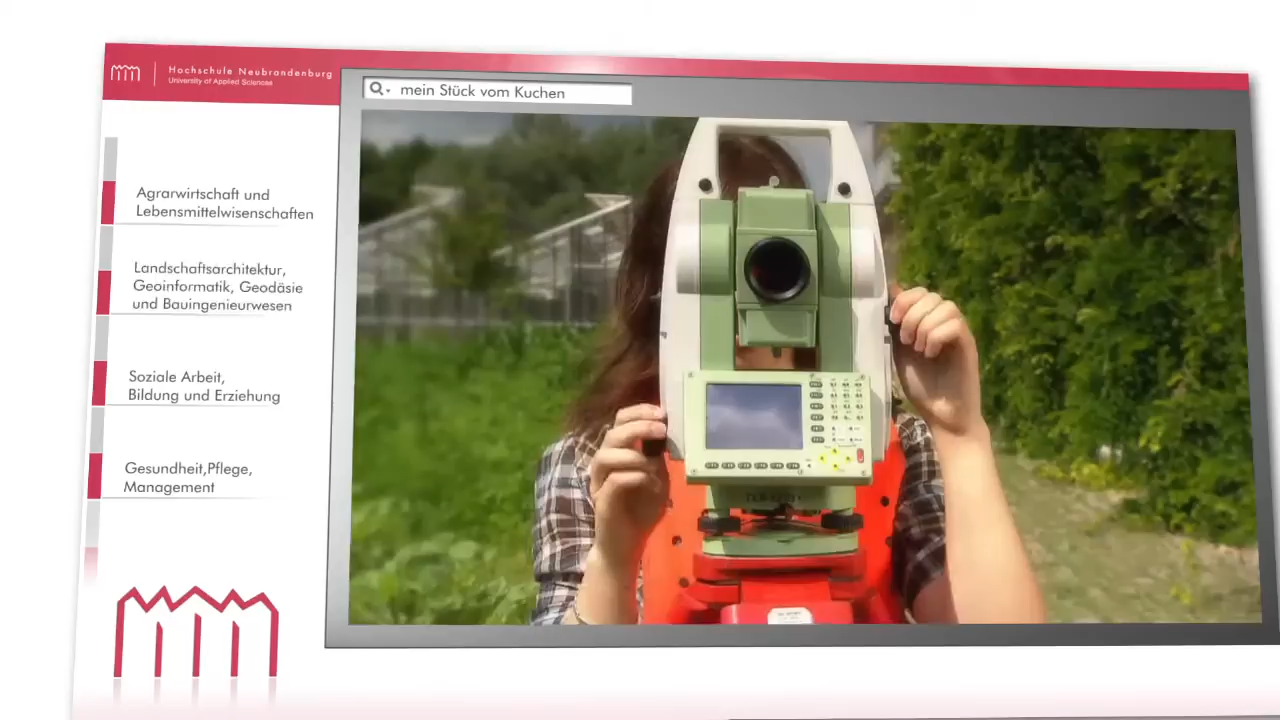 Hochschule Neubrandenburg
University of Applied Sciences
mein Stück vom Kuchen
Agrarwirtschaft und
Lebensmittelwissenschaften
Landschaftsarchitektur,
Geoinformatik, Geodäsie
und Bauingenieurwesen
Soziale Arbeit,
Bildung und Erziehung
Gesundheit,Pflege,
Management